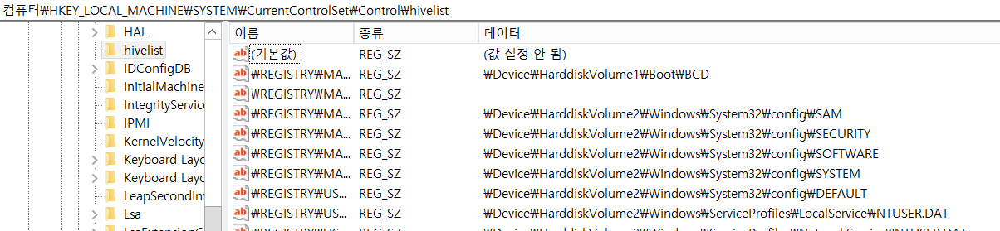 컴퓨터₩HKEY_LOCAL_MACHINE₩SYSTEM₩CurrentControlSet₩Control₩hivelist
HAL
hivelist
IDConfigDB
InitialMachine
IntegrityService
IPMI
KernelVelocity
Keyboard Layo
Keyboard Layo
LeapSecondInf
Lsa
이름 종류 데이터
(기본값) REG_SZ (값 설정 안 됨)
₩REGISTRY₩MA... REG_SZ ₩Device₩HarddiskVolume1₩Boot₩BCD
₩REGISTRY₩MA... REG_SZ
₩REGISTRY₩MA... REG_SZ ₩Device₩HarddiskVolume2₩Windows₩System32₩config₩SAM
₩REGISTRY₩MA... REG_SZ ₩Device₩HarddiskVolume2₩Windows₩System32₩config₩SECURITY
₩REGISTRY₩MA... REG_SZ ₩Device₩HarddiskVolume2₩Windows₩System32₩config₩SOFTWARE
₩REGISTRY₩MA... REG_SZ ₩Device₩HarddiskVolume2₩Windows₩System32₩config₩SYSTEM
₩REGISTRY₩US... REG_SZ ₩Device₩HarddiskVolume2₩Windows₩System32₩config₩DEFAULT
₩REGISTRY₩US... REG_SZ ₩Device₩HarddiskVolume2₩Windows₩ServiceProfiles₩LocalService₩NTUSER.DAT